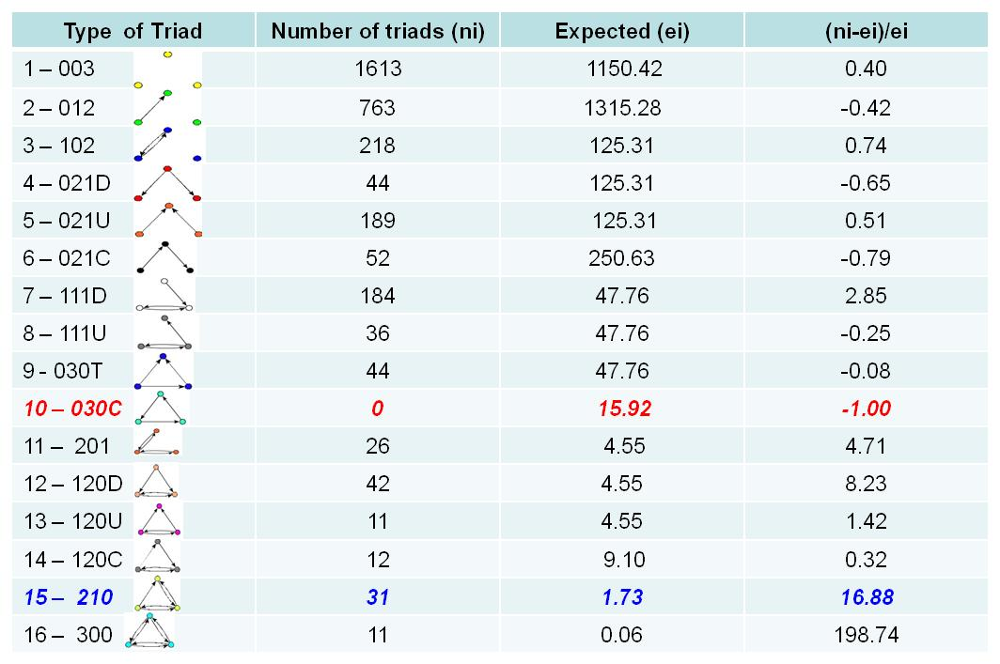 Type of Triad Number of triads (ni) Expected (ei) (ni-ei)/ei
1 – 003 1613 1150.42 0.40
2 – 012 763 1315.28 -0.42
3 – 102 218 125.31 0.74
4 – 021D 44 125.31 -0.65
5 – 021U 189 125.31 0.51
6 – 021C 52 250.63 -0.79
7 – 111D 184 47.76 2.85
8 – 111U 36 47.76 -0.25
9 - 030T 44 47.76 -0.08
10 – 030C 0 15.92 -1.00
11 – 201 26 4.55 4.71
12 – 120D 42 4.55 8.23
13 – 120U 11 4.55 1.42
14 – 120C 12 9.10 0.32
15 – 210 31 1.73 16.88
16 – 300 11 0.06 198.74